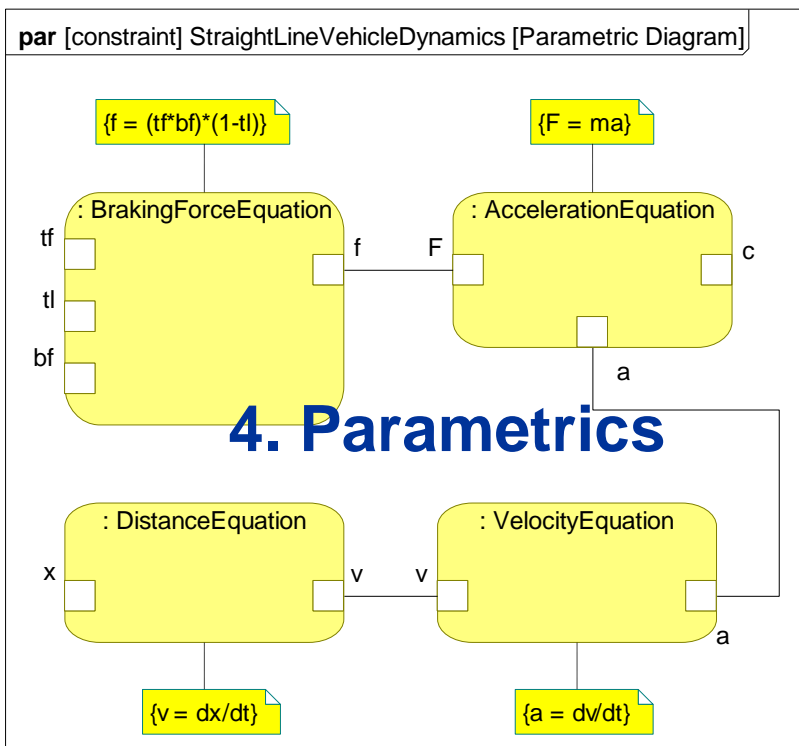 par [constraint] StraightLineVehicleDynamics [Parametric Diagram]
{f = (tf*bf)*(1-tl)}
{F = ma}
: BrakingForceEquation
: AccelerationEquation
tf
f
F
c
tl
bf
a
4. Parametrics
: DistanceEquation
: VelocityEquation
x
v
v
a
{v = dx/dt}
{a = dv/dt}